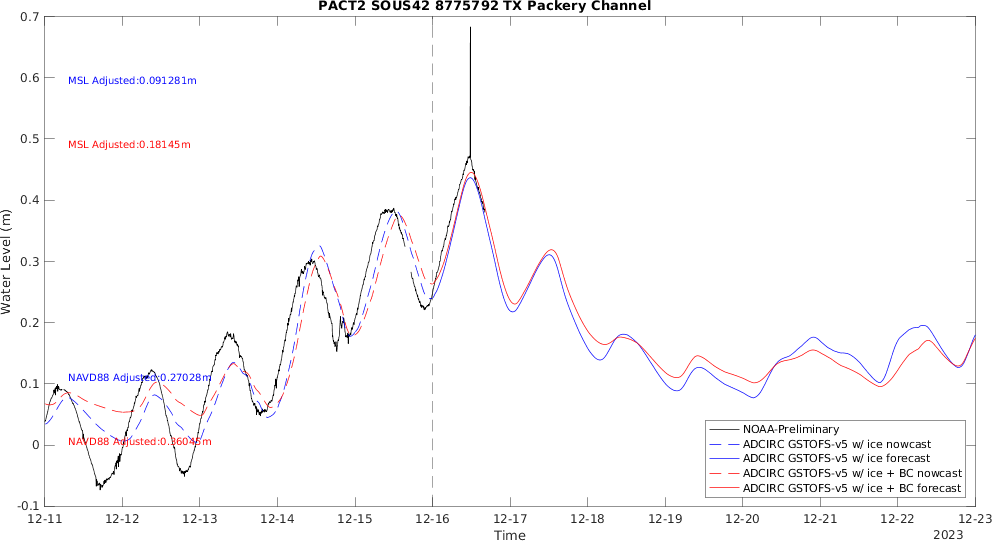 PACT2 SOUS42 8775792 TX Packery Channel
0.7
0.6
0.5
0.4
0.3
0.2
0.1
0
-0.1
Water Level (m)
MSL Adjusted:0.091281m
MSL Adjusted:0.18145m
NAVD88 Adjusted:0.27028m
NAVD88 Adjusted:0.36045m
NOAA-Preliminary
ADCIRC GSTOFS-v5 w/ ice nowcast
ADCIRC GSTOFS-v5 w/ ice forecast
ADCIRC GSTOFS-v5 w/ ice + BC nowcast
ADCIRC GSTOFS-v5 w/ ice + BC forecast
12-11 12-12 12-13 12-14 12-15 12-16 12-17 12-18 12-19 12-20 12-21 12-22 12-23
Time
2023